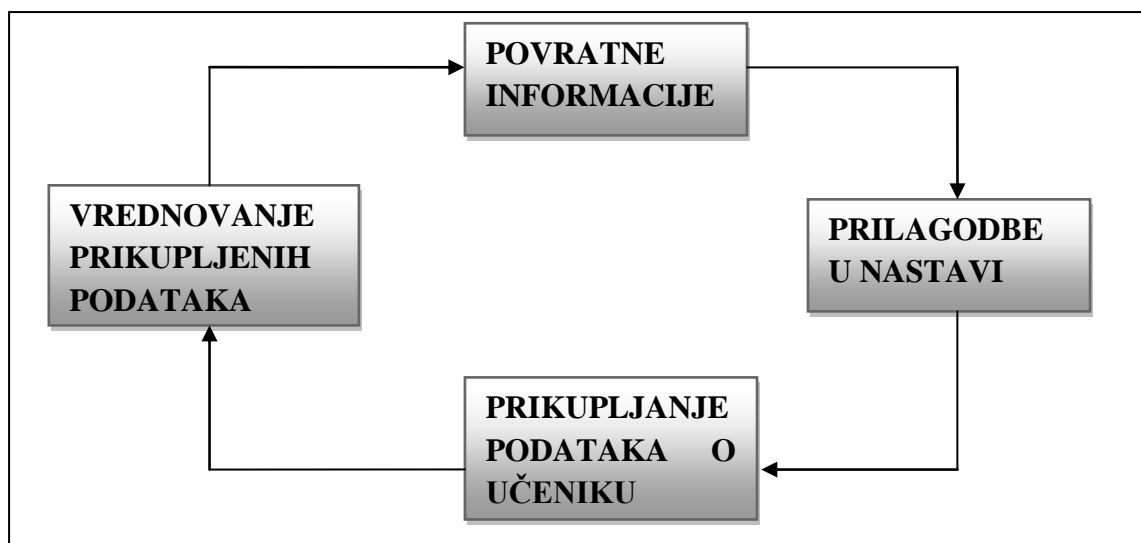 POVRATNE
INFORMACIJE
VREDNOVANJE
PRIKUPLJENIH
PODATAKA
PRILAGODBE
U NASTAVI
PRIKUPLJANJE
PODATAKA O
UČENIKU